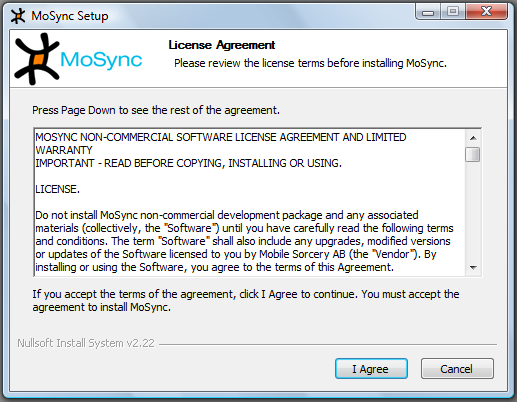 MoSync Setup
MoSync
License Agreement
Please review the license terms before installing MoSync.
Press Page Down to see the rest of the agreement.
MOSYNC NON-COMMERCIAL SOFTWARE LICENSE AGREEMENT AND LIMITED
WARRANTY
IMPORTANT - READ BEFORE COPYING, INSTALLING OR USING.
LICENSE.
Do not install MoSync non-commercial development package and any associated
materials (collectively, the "Software") until you have carefully read the following terms
and conditions. The term "Software" shall also include any upgrades, modified versions
or updates of the Software licensed to you by Mobile Sorcery AB (the "Vendor"). By
installing or using the Software, you agree to the terms of this Agreement.
If you accept the terms of the agreement, click I Agree to continue. You must accept the
agreement to install MoSync.
Nullsoft Install System v2.22
I Agree
Cancel